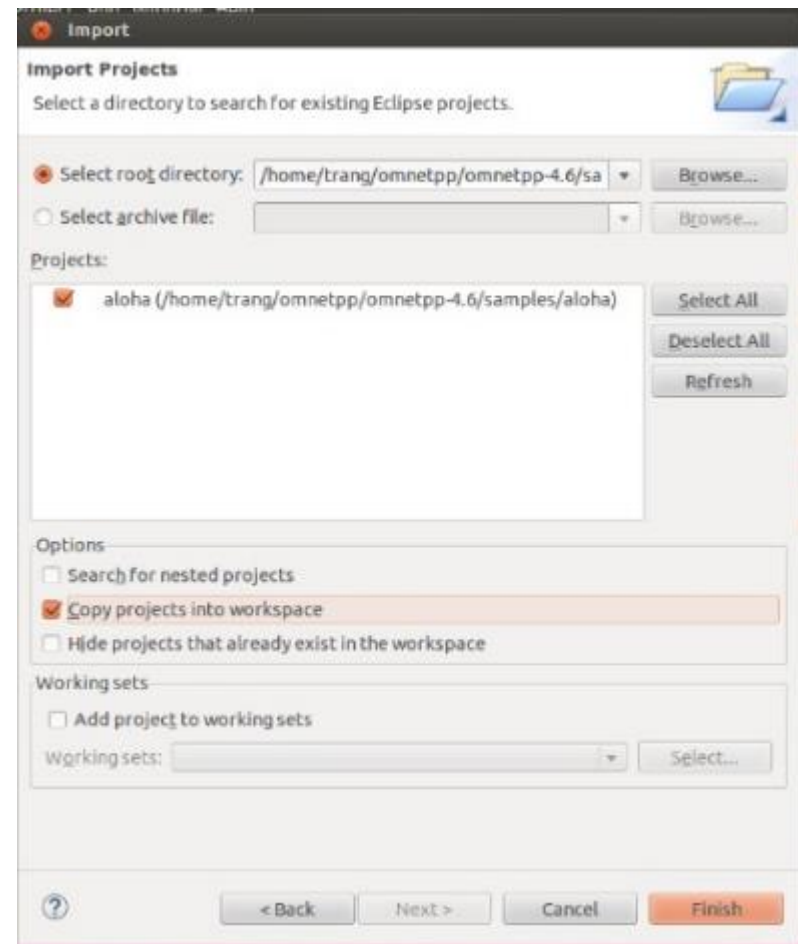 Import
Import Projects
Select a directory to search for existing Eclipse projects.
Select root directory: /home/trang/omnetpp/omnetpp-4.6/sa Browse...
Select archive file: Browse...
Projects:
aloha (/home/trang/omnetpp/omnetpp-4.6/samples/aloha) Select All
Deselect All
Refresh
Options
Search for nested projects
Copy projects into workspace
Hide projects that already exist in the workspace
Working sets
Add project to working sets
Working sets: Select...
? < Back Next > Cancel Finish